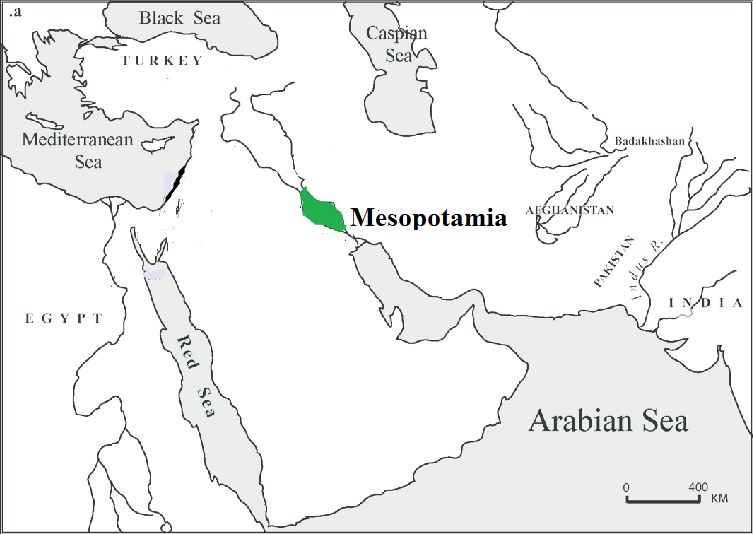 .a
Black Sea
TURKEY
Caspian
Sea
Mediterranean
Sea
Badakhashan
Mesopotamia
AFGHANISTAN
PAKISTAN
Indus R.
INDIA
EGYPT
Red Sea
Arabian Sea
0 400
KM